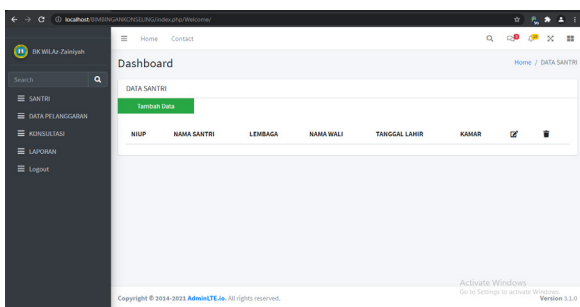 localhost/BIMBINGANKONSELING/index.php/Welcome/
BK Wil.Az-Zainiyah
Home Contact
Search
Dashboard
Home / DATA SANTRI
SANTRI
DATA PELANGGARAN
KONSULTASI
LAPORAN
Logout
DATA SANTRI
Tambah Data
NIUP NAMA SANTRI LEMBAGA NAMA WALI TANGGAL LAHIR KAMAR
Activate Windows
Go to Settings to activate Windows.
Copyright © 2014-2021 AdminLTE.io. All rights reserved.
Version 3.1.0